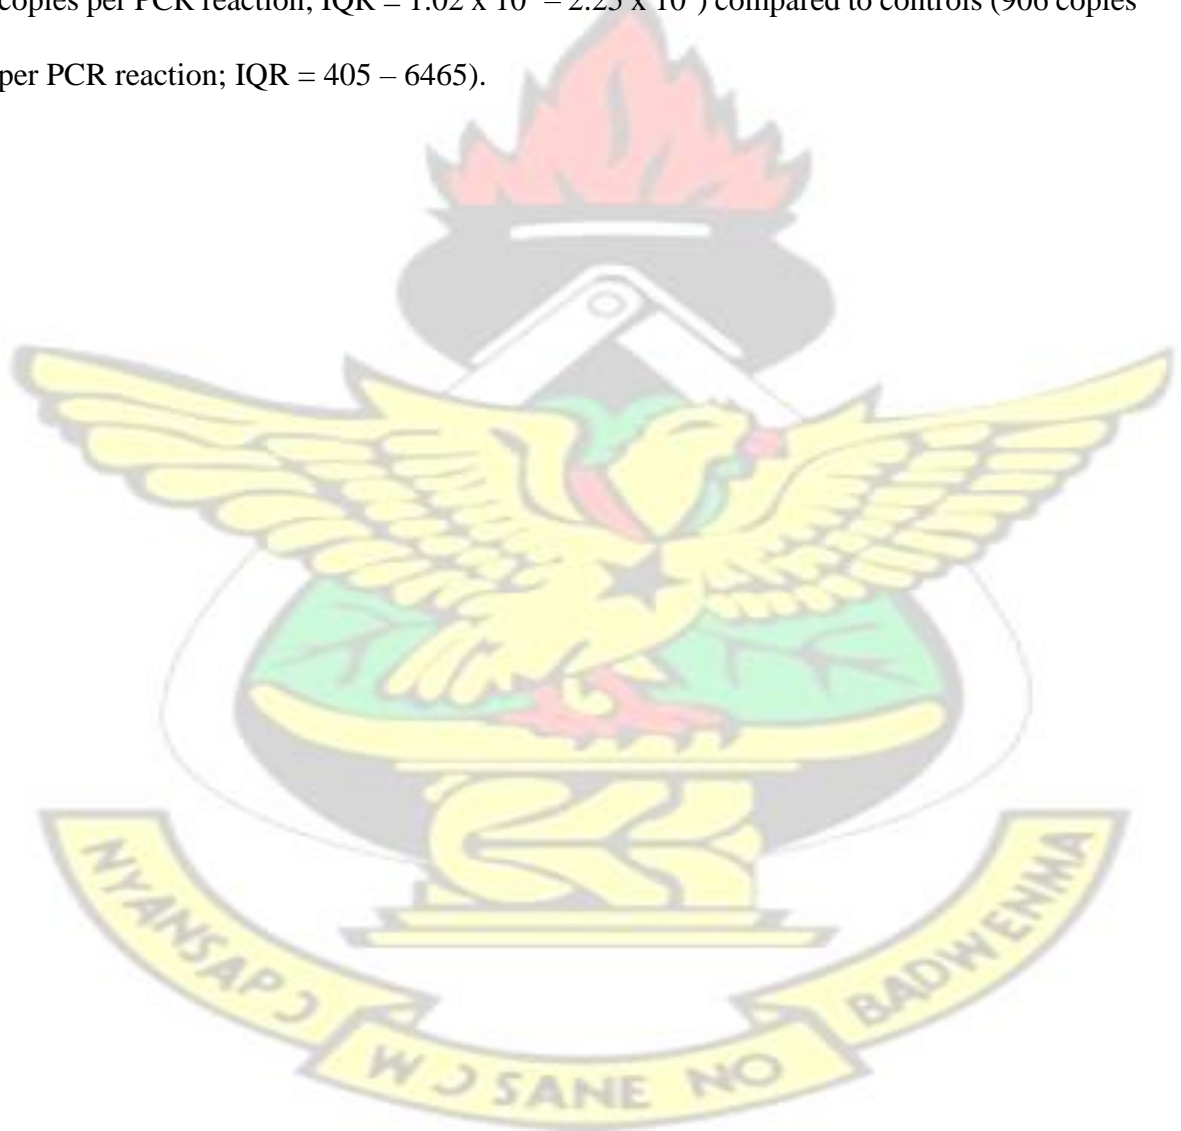 copies per PCR reaction; IQR = 1.02 x 10 – 2.25 x 10 ) compared to controls (906 copies
per PCR reaction; IQR = 405 – 6465).
NYANSAPƆ
WƆ SANE NO
BADWENMA